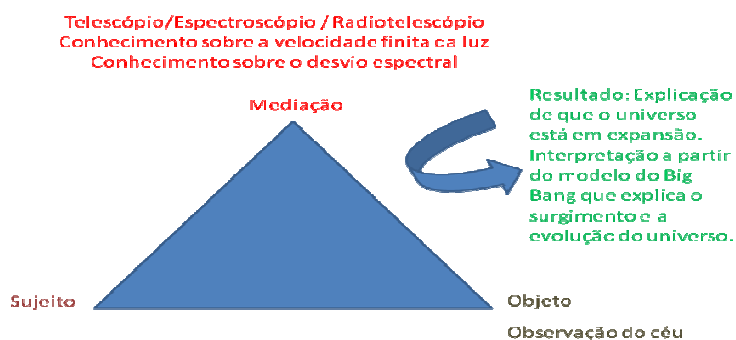 Telescópio/Espectroscópio / Radiotelescópio
Conhecimento sobre a velocidade finita da luz
Conhecimento sobre o desvio espectral
Mediação
Resultado: Explicação
de que o universo
está em expansão.
Interpretação a partir
do modelo do Big
Bang que explica o
surgimento e a
evolução do universo.
Sujeito
Objeto
Observação do céu